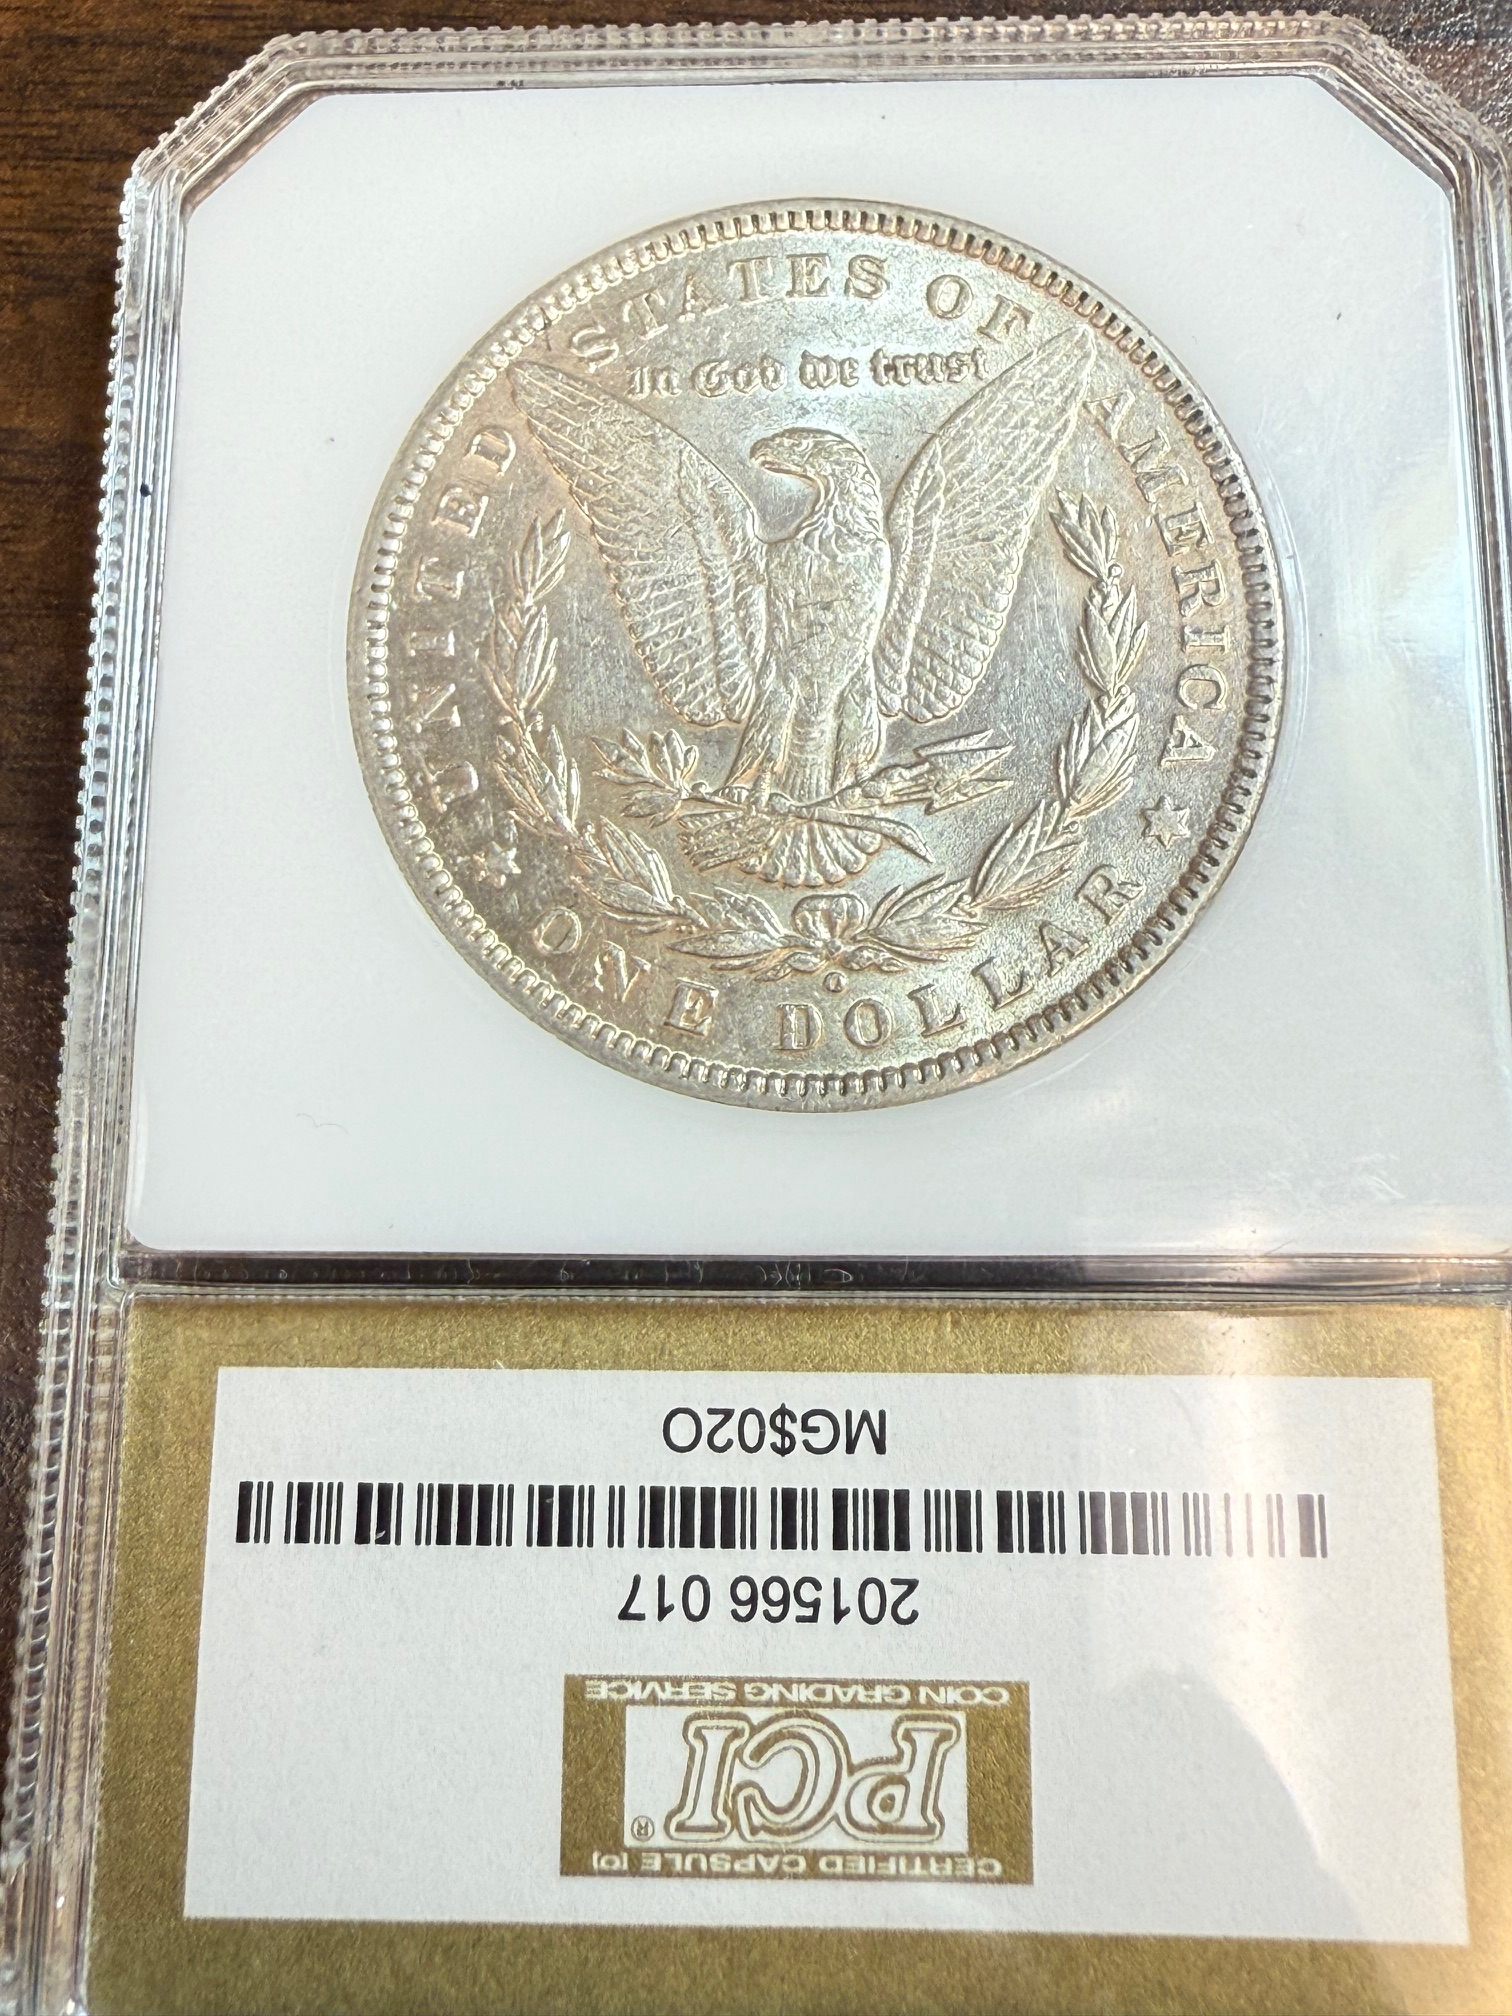 UNITED STATES OF AMERICA
In God we trust
O
ONE DOLLAR
MG$02O
201566 017
COIN GRADING SERVICE
PCI®
CERTIFIED CAPSULE (O)